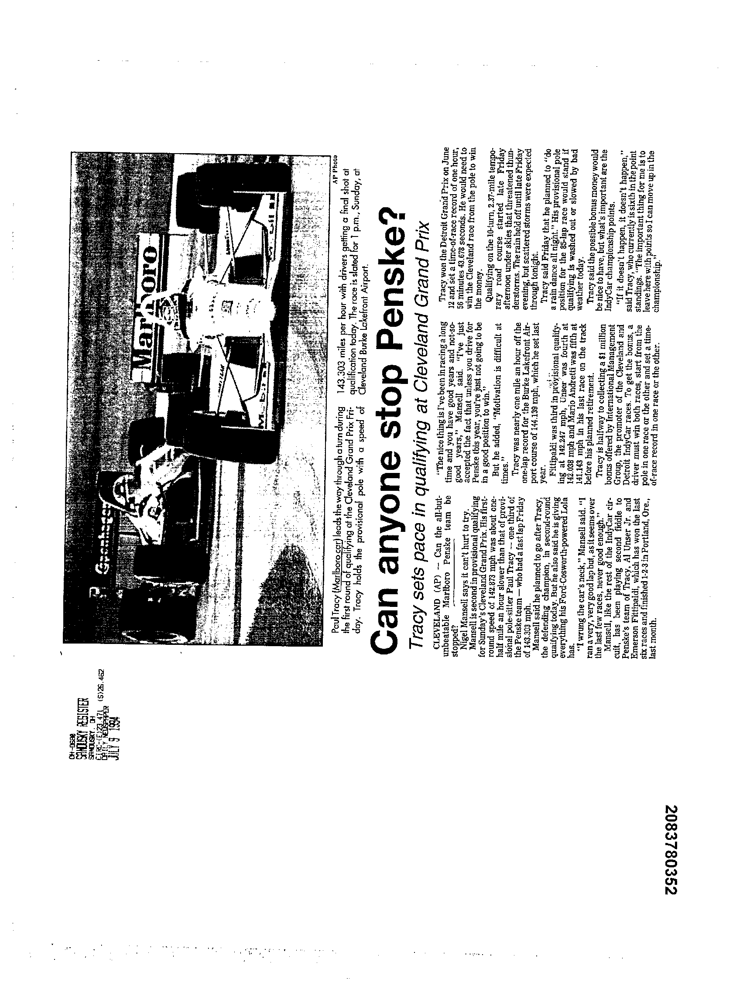 OH-0690
SANDUSKY REGISTER
SANDUSKY, OH
DAILY NEWSPAPER
JULY 9 1994
Marlboro
AP Photo
Paul Tracy (Marlboro car) leads the way through a turn during
the first round of qualifying at the Cleveland Grand Prix Fri-
day. Tracy holds the provisional pole with a speed of
143.303 miles per hour with drivers getting a final shot at
qualification today. The race is slated for 1 p.m., Sunday, at
Cleveland Burke Lakefront Airport.
Can anyone stop Penske?
Tracy sets pace in qualifying at Cleveland Grand Prix
CLEVELAND (AP) — Can the all-but-
unbeatable Marlboro Penske team be
stopped?
Nigel Mansell says it can't hurt to try.
Mansell is second in provisional qualifying
for Sunday's Cleveland Grand Prix. His first-
round speed of 142.873 mph was about one-
half mile an hour slower than that of provi-
sional pole-sitter Paul Tracy — one third of
the Penske team — who had a fast lap Friday
of 143.303 mph.
Mansell said he planned to go after Tracy,
the defending champion, in second-round
qualifying today. But he also said he is giving
everything his Ford-Cosworth-powered Lola
has.
"I wrung the car's neck," Mansell said. "I
ran a very, very good lap but, as it seems over
the last few races, never good enough."
Mansell, like the rest of the IndyCar cir-
cuit, has been playing second fiddle to
Penske's team of Tracy, Al Unser Jr. and
Emerson Fittipaldi, which has won the last
six races and finished 1-2-3 in Portland, Ore.,
last month.
"The nice thing is I've been in racing a long
time and you have good years and not-so-
good years," Mansell said. "I've just
accepted the fact that unless you drive for
Penske this year, you're just not going to be
in a good position to win."
But he added, "Motivation is difficult at
times."
Tracy was nearly one mile an hour off the
one-lap record for the Burke Lakefront Air-
port course of 144.139 mph, which he set last
year.
Fittipaldi was third in provisional qualify-
ing at 142.247 mph, Unser was fourth at
142.038 mph and Mario Andretti was fifth at
141.143 mph in his last race on the track
before his planned retirement.
Tracy is halfway to collecting a $1 million
bonus offered by International Management
Group, the promoter of the Cleveland and
Detroit IndyCar races. To get the bonus, a
driver must win both races, start from the
pole in one race or the other and set a time-
of-race record in one race or the other.
Tracy won the Detroit Grand Prix on June
12 and set a time-of-race record of one hour,
56 minutes 43.678 seconds. He would need to
win the Cleveland race from the pole to win
the money.
Qualifying on the 10-turn, 2.37-mile tempo-
rary road course started late Friday
afternoon under skies that threatened thun-
derstorms. The rain held off until late Friday
evening, but scattered storms were expected
through tonight.
Tracy said Friday that he planned to "do
a rain dance all night." His provisional pole
position for the 85-lap race would stand if
qualifying is washed out or slowed by bad
weather today.
Tracy said the possible bonus money would
be nice to have, but what's important are the
IndyCar championship points.
"If it doesn't happen, it doesn't happen,"
said Tracy, who currently is sixth in the point
standings. "The important thing for me is to
leave here with points so I can move up in the
championship."
2083780352